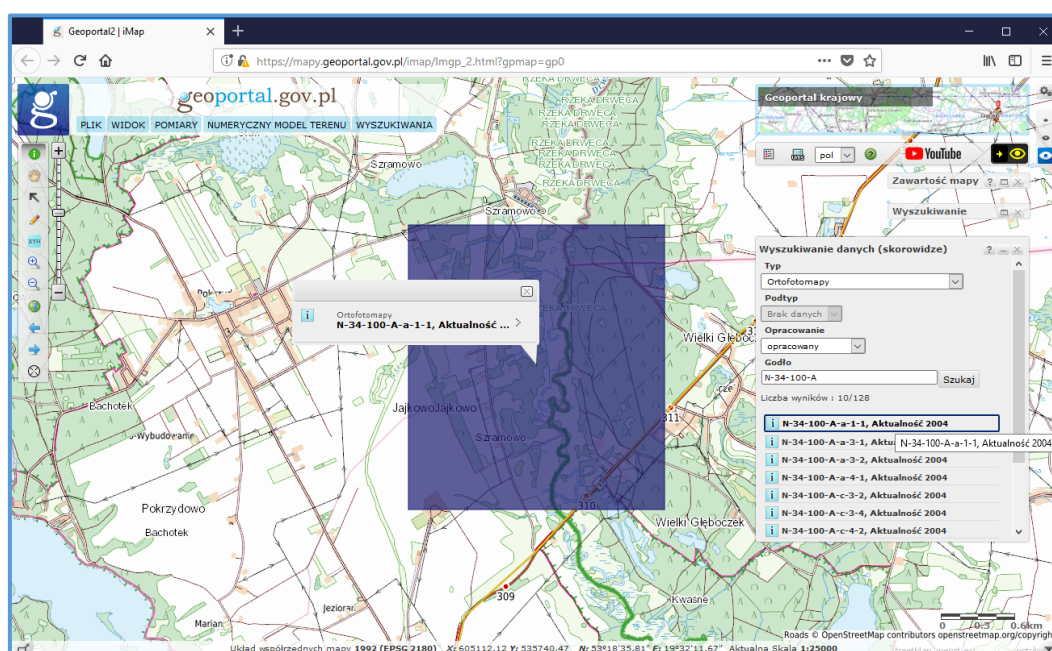 Geoportal2 | iMap
https://mapy.geoportal.gov.pl/imap/Imgp_2.html?gpmap=gp0
geoportal.gov.pl
PLIK WIDOK POMIARY NUMERYCZNY MODEL TERENU WYSZUKIWANIA
Geoportal krajowy
pol
YouTube
Zawartość mapy
Wyszukiwanie
Wyszukiwanie danych (skorowidze)
Typ
Ortofotomapy
Podtyp
Brak danych
Opracowanie
opracowany
Godło
N-34-100-A
Szukaj
Liczba wyników : 10/128
N-34-100-A-a-1-1, Aktualność 2004
N-34-100-A-a-3-1, Aktu
N-34-100-A-a-1-1, Aktualność 2004
N-34-100-A-a-3-2, Aktualność 2004
N-34-100-A-a-4-1, Aktualność 2004
N-34-100-A-c-3-2, Aktualność 2004
N-34-100-A-c-3-4, Aktualność 2004
N-34-100-A-c-4-2, Aktualność 2004
XYH
RZEKA DRWĘCA
RZEKA DRWĘCA
RZEKA DRWĘCA
RZEKA DRWĘCA
RZEKA DRWĘCA
RZEKA DRWĘCA
RZEKA DRWĘCA
Szramowo
Szramowo
Ortofotomapy
N-34-100-A-a-1-1, Aktualność ...
Bachotek
JajkowoJajkowo
311
Wybudowanie
Szramowo
Pokrzydowo
310
Bachotek
Wielki Głęboczek
309
Kwaśne
Marian
0 0.3 0.6km
Roads © OpenStreetMap contributors openstreetmap.org/copyrigh
Układ współrzędnych mapy 1992 (EPSG 2180) X: 605112.12 Y: 535740.47 N: 53°18'35.81" E: 19°32'11.67" Aktualna Skala 1:25000